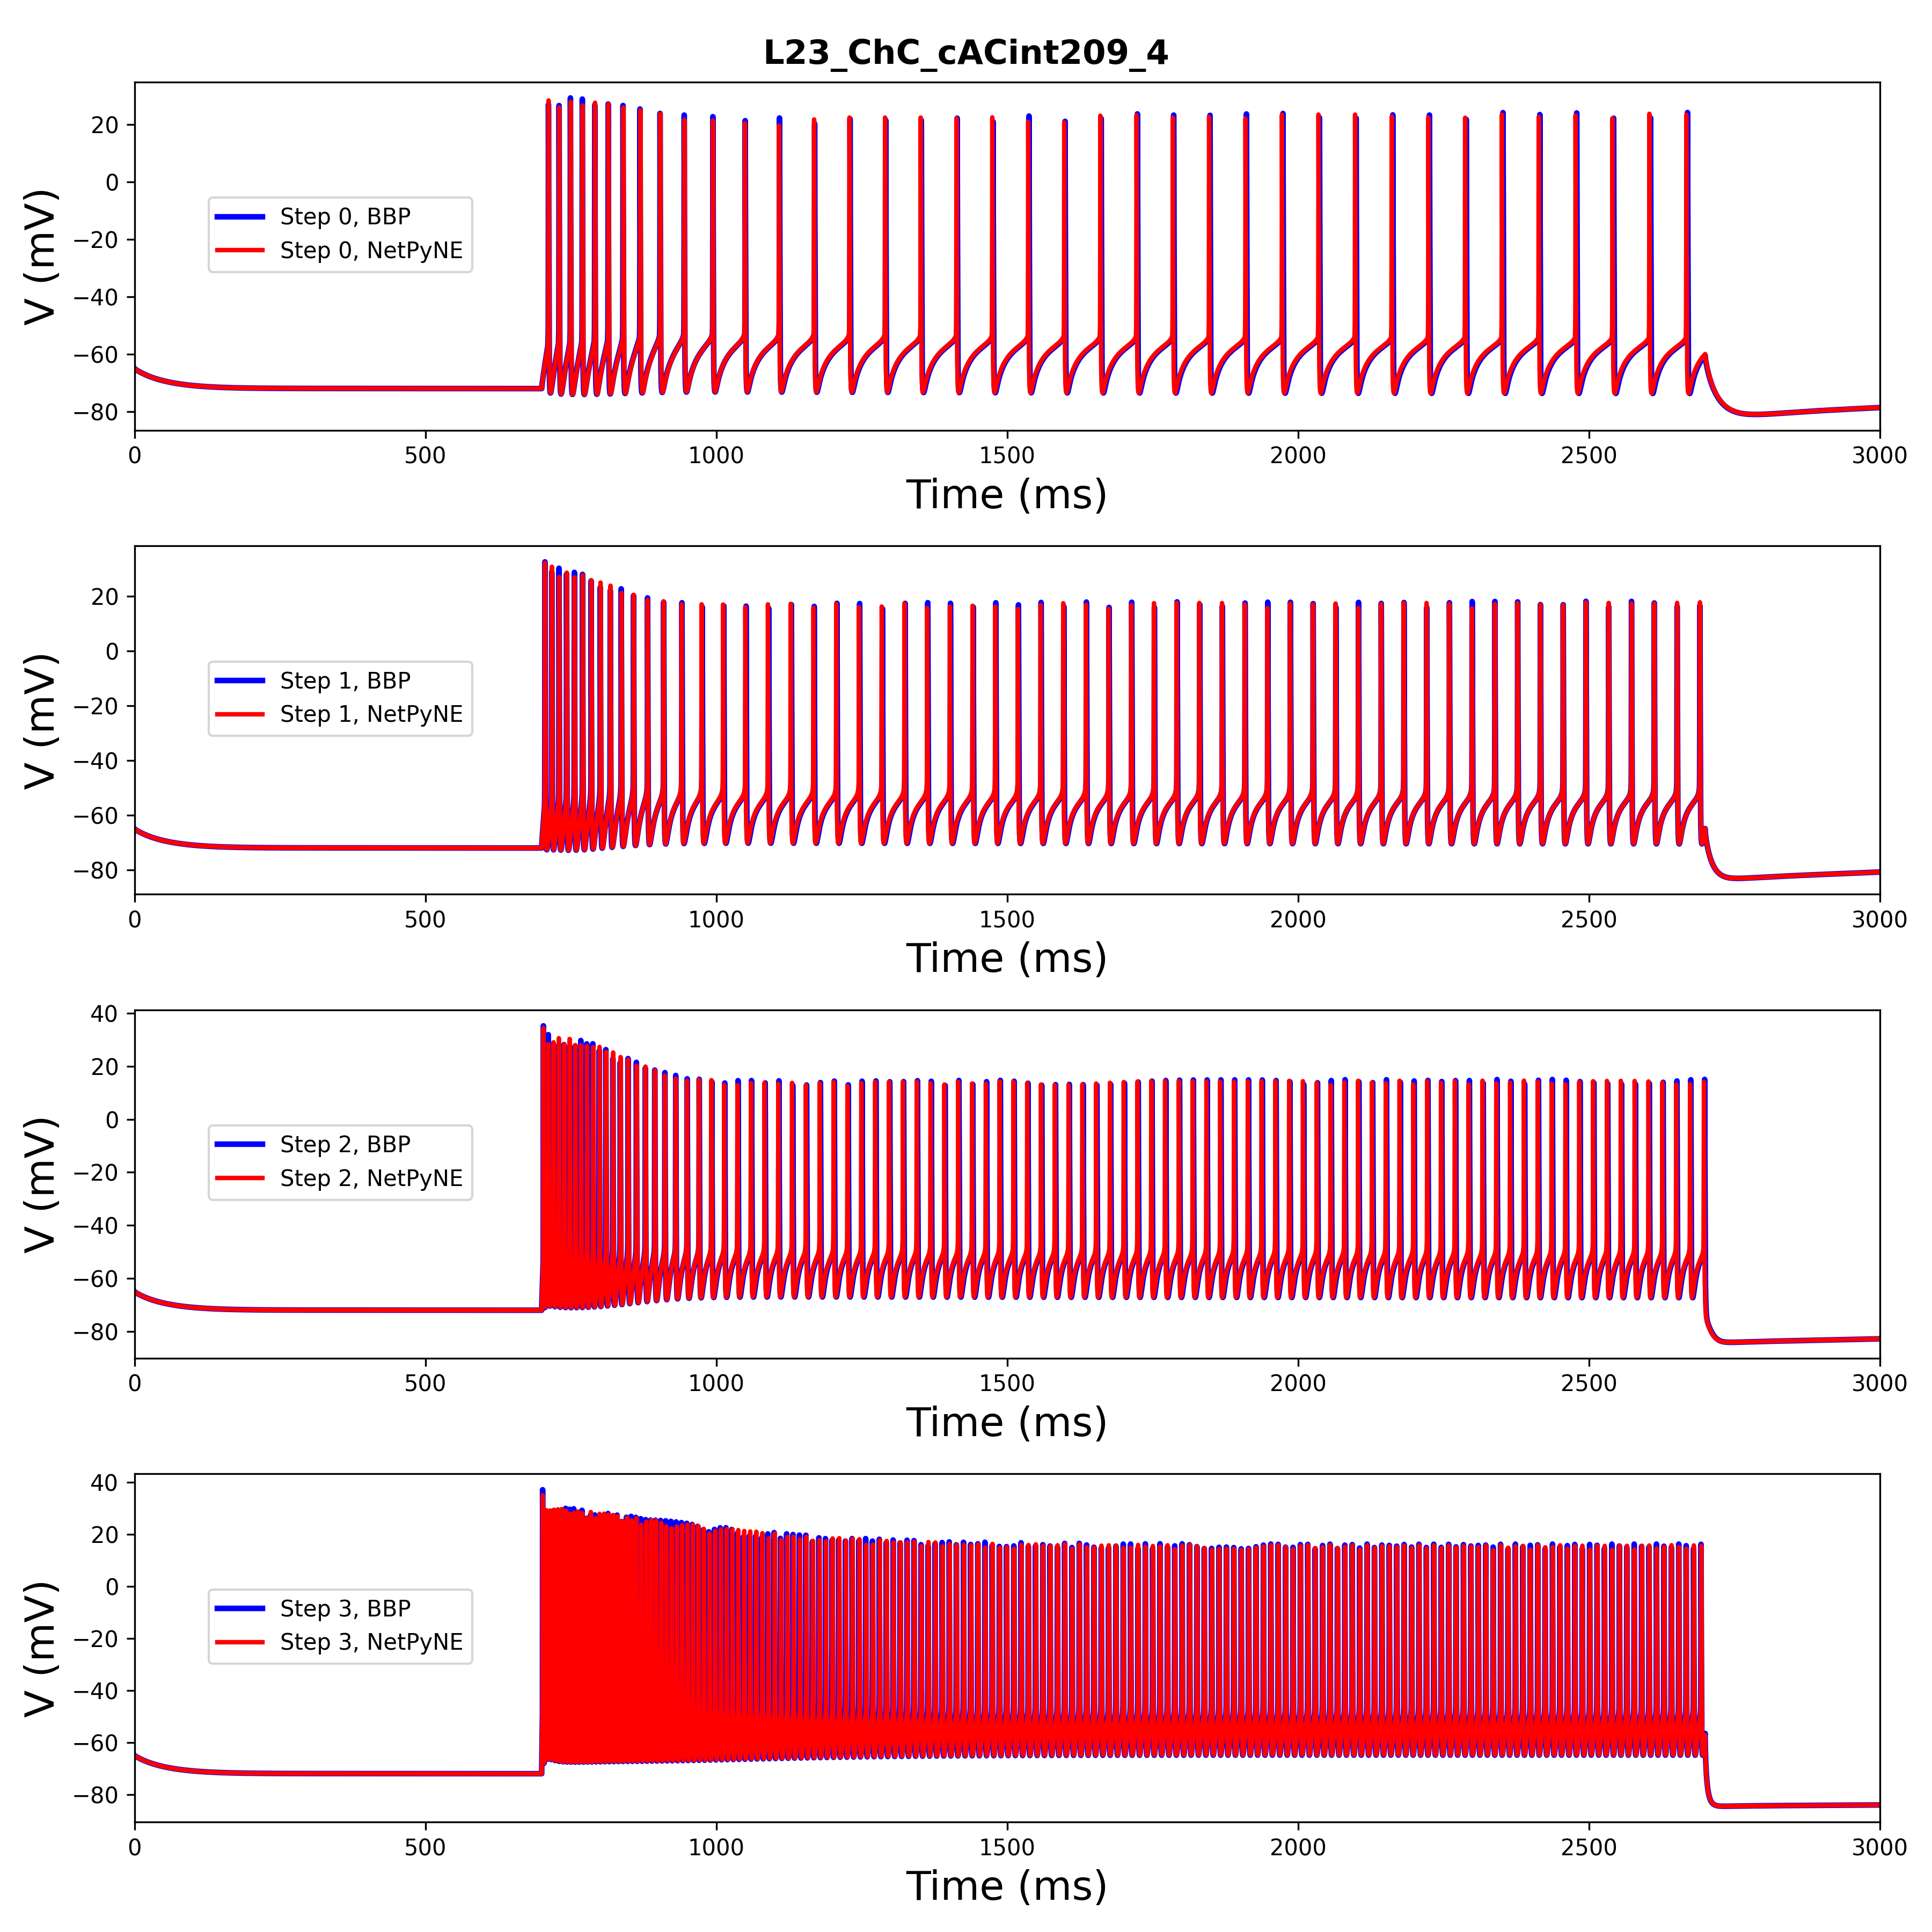 L23_ChC_cACint209_4
V (mV)
20
0
−20
−40
−60
−80
Step 0, BBP
Step 0, NetPyNE
0 500 1000 1500 2000 2500 3000
Time (ms)
V (mV)
20
0
−20
−40
−60
−80
Step 1, BBP
Step 1, NetPyNE
0 500 1000 1500 2000 2500 3000
Time (ms)
V (mV)
40
20
0
−20
−40
−60
−80
Step 2, BBP
Step 2, NetPyNE
0 500 1000 1500 2000 2500 3000
Time (ms)
V (mV)
40
20
0
−20
−40
−60
−80
Step 3, BBP
Step 3, NetPyNE
0 500 1000 1500 2000 2500 3000
Time (ms)